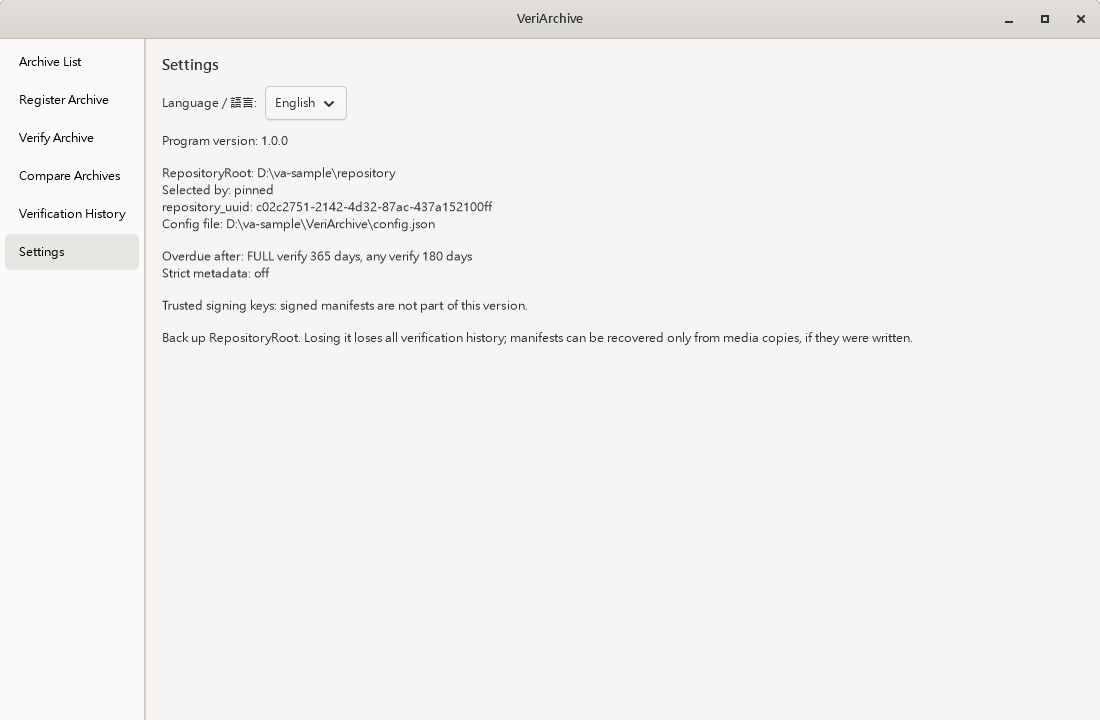 VeriArchive
Archive List
Register Archive
Verify Archive
Compare Archives
Verification History
Settings
Settings
Language / 語言: English
Program version: 1.0.0
RepositoryRoot: D:\va-sample\repository
Selected by: pinned
repository_uuid: c02c2751-2142-4d32-87ac-437a152100ff
Config file: D:\va-sample\VeriArchive\config.json
Overdue after: FULL verify 365 days, any verify 180 days
Strict metadata: off
Trusted signing keys: signed manifests are not part of this version.
Back up RepositoryRoot. Losing it loses all verification history; manifests can be recovered only from media copies, if they were written.